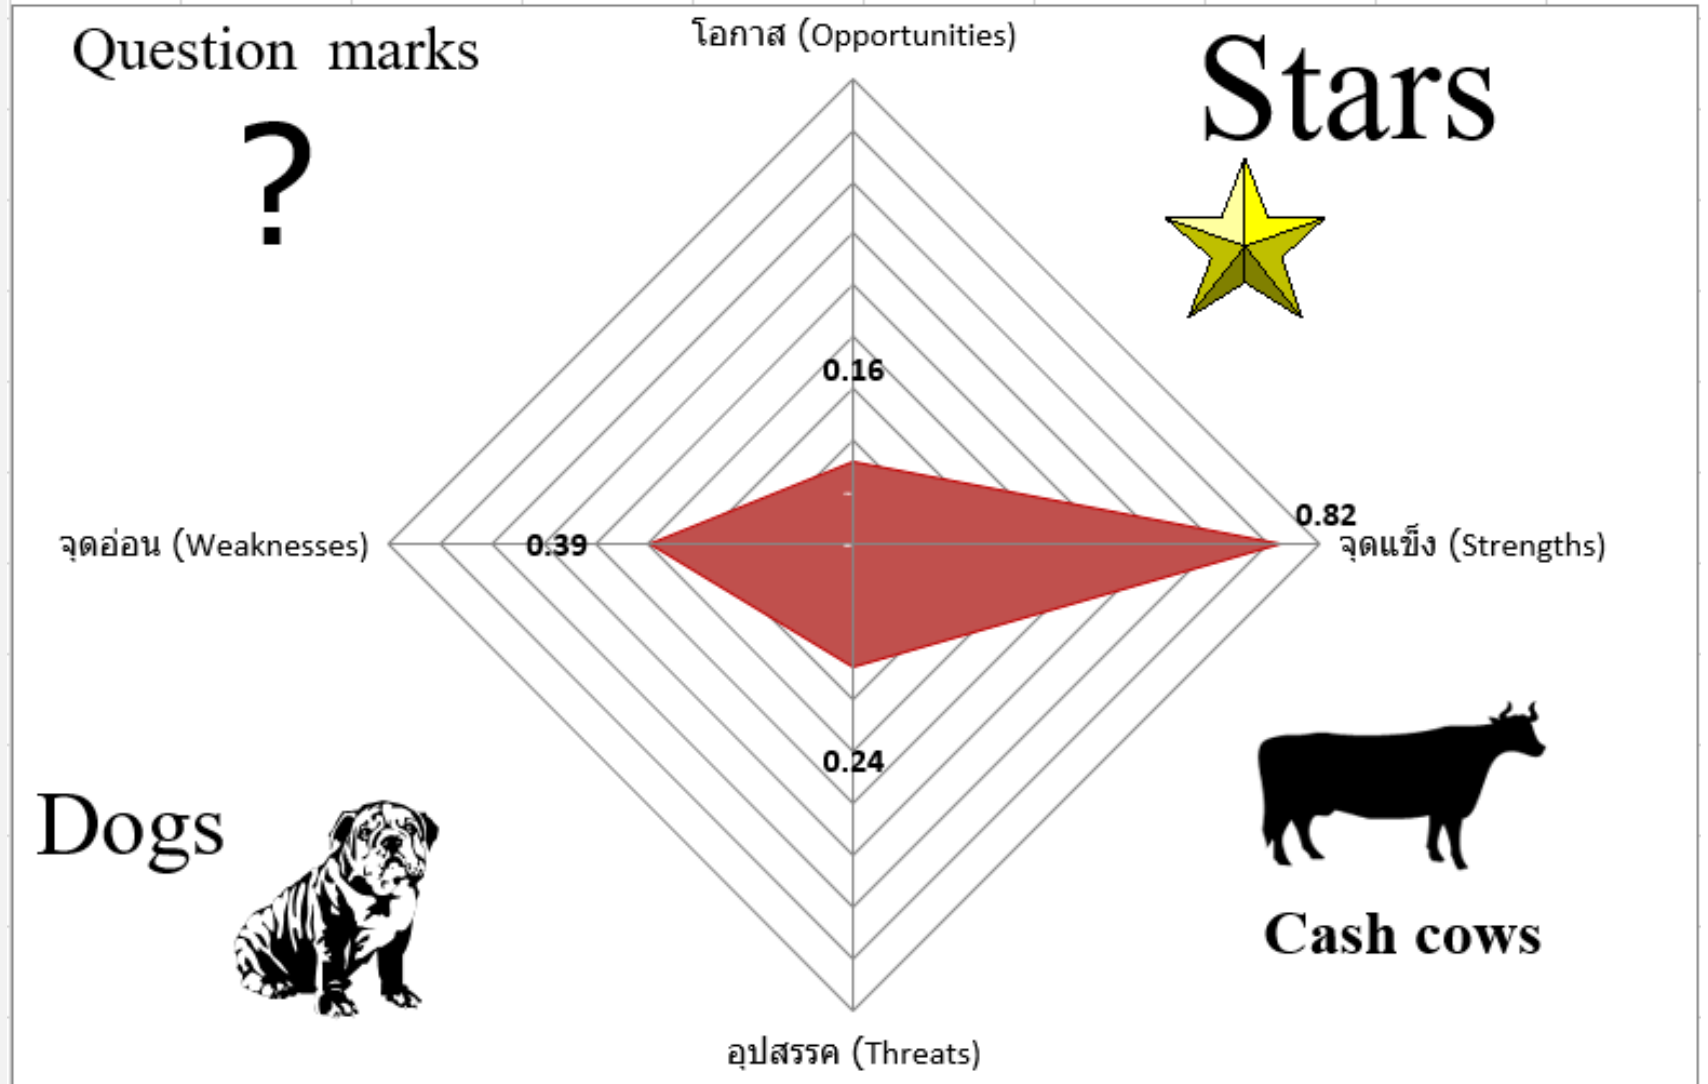 Question marks
?
โอกาส (Opportunities)
Stars
0.16
0.82
จุดอ่อน (Weaknesses)
0.39
จุดแข็ง (Strengths)
0.24
Dogs
Cash cows
อุปสรรค (Threats)